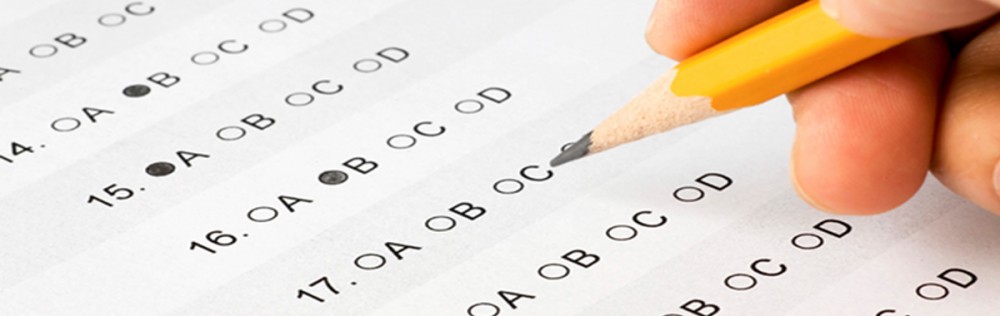 A ○B ○C
14. ○A ●B ○C ○D
15. ●A ○B ○C ○D
16. ○A ●B ○C ○D
17. ○A ○B ○C
○A ○B ○C ○D
B ○C ○D
○D